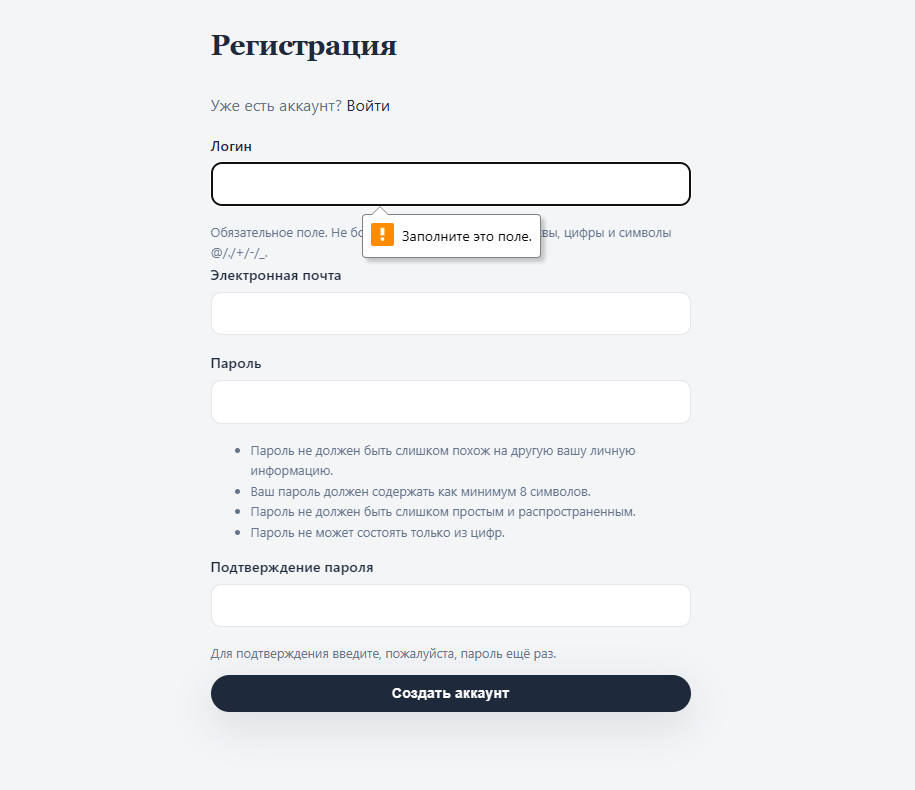 Регистрация
Уже есть аккаунт? Войти
Логин
Обязательное поле. Не цифры и символы
Заполните это поле.
@/./+/-/_.
Электронная почта
Пароль
Пароль не должен быть слишком похож на другую вашу личную
информацию.
Ваш пароль должен содержать как минимум 8 символов.
Пароль не должен быть слишком простым и распространенным.
Пароль не может состоять только из цифр.
Подтверждение пароля
Для подтверждения введите, пожалуйста, пароль ещё раз.
Создать аккаунт